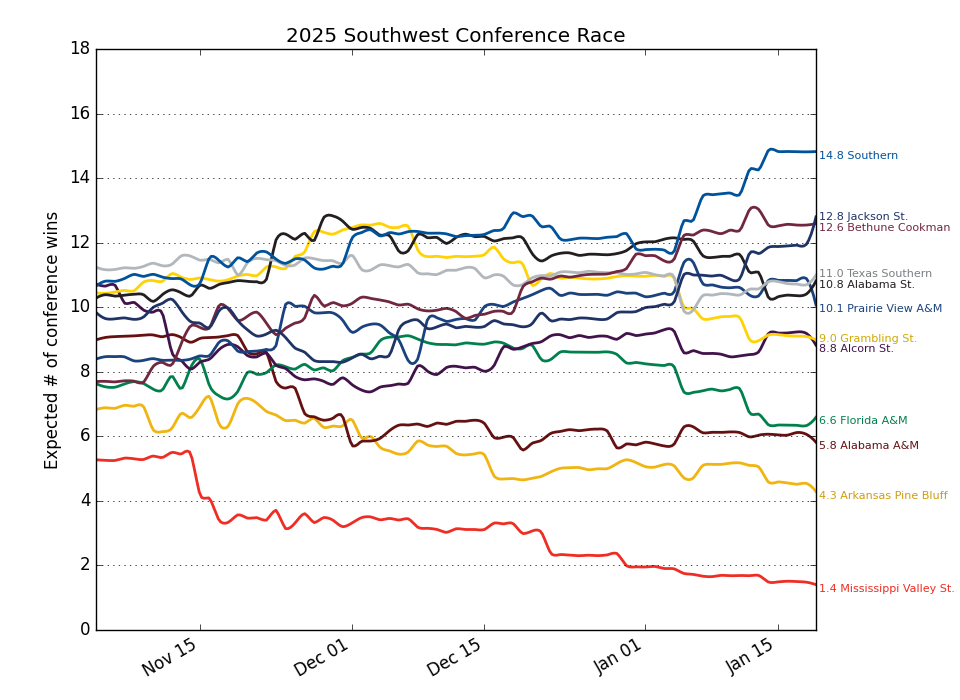 2025 Southwest Conference Race
Expected # of conference wins
18
16
14
12
10
8
6
4
2
0
Nov 15
Dec 01
Dec 15
Jan 01
Jan 15
14.8 Southern
12.8 Jackson St.
12.6 Bethune Cookman
11.0 Texas Southern
10.8 Alabama St.
10.1 Prairie View A&M
9.0 Grambling St.
8.8 Alcorn St.
6.6 Florida A&M
5.8 Alabama A&M
4.3 Arkansas Pine Bluff
1.4 Mississippi Valley St.